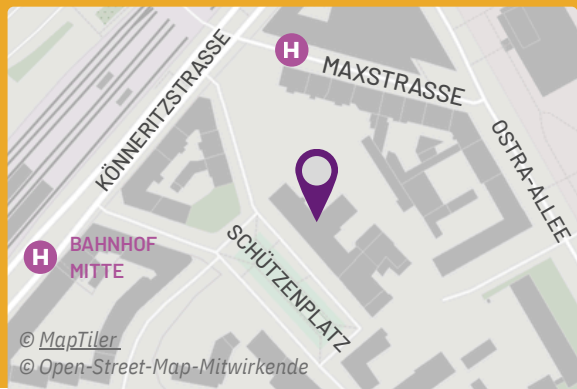 H
MAXSTRASSE
KÖNNERITZSTRASSE
OSTRA-ALLEE
SCHÜTZENPLATZ
H BAHNHOF
MITTE
© MapTiler
© Open-Street-Map-Mitwirkende